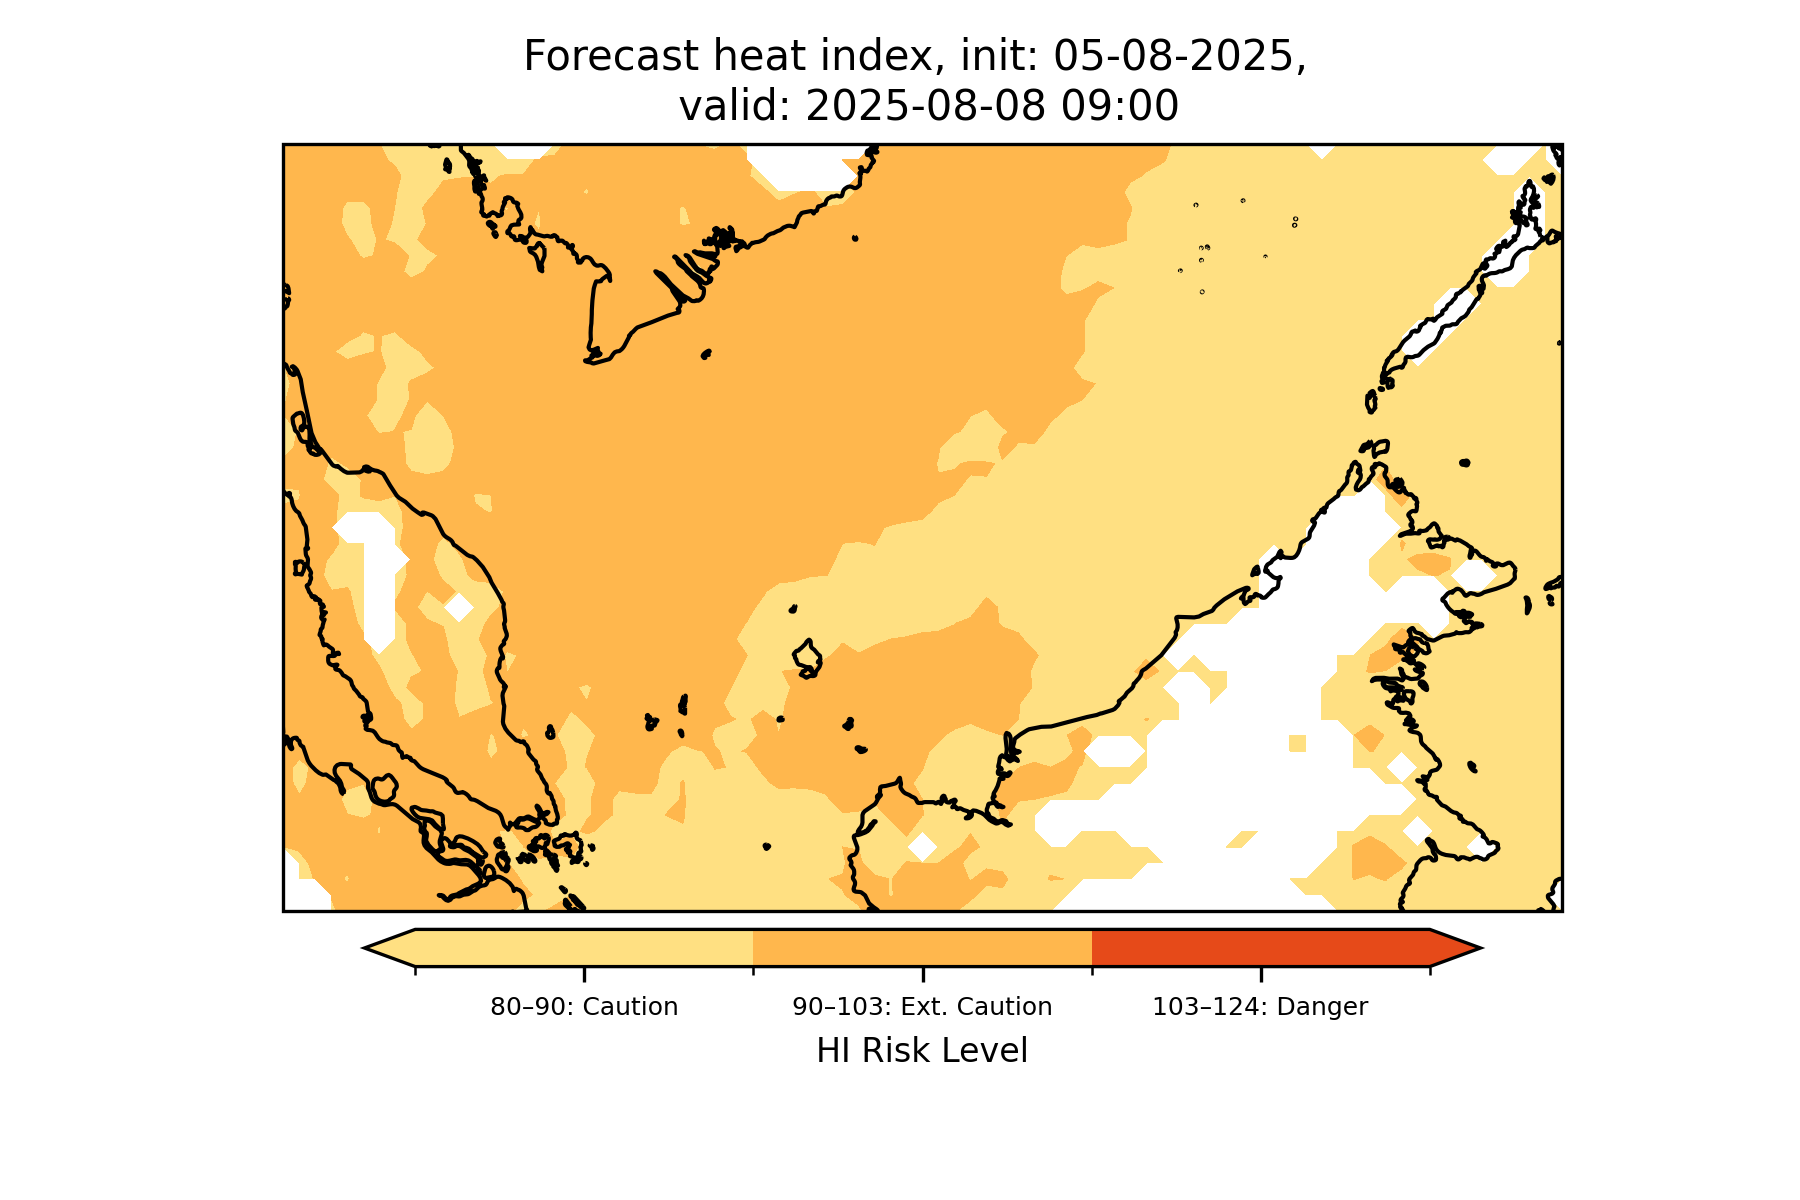 Forecast heat index, init: 05-08-2025,
valid: 2025-08-08 09:00
80–90: Caution
90–103: Ext. Caution
103–124: Danger
HI Risk Level